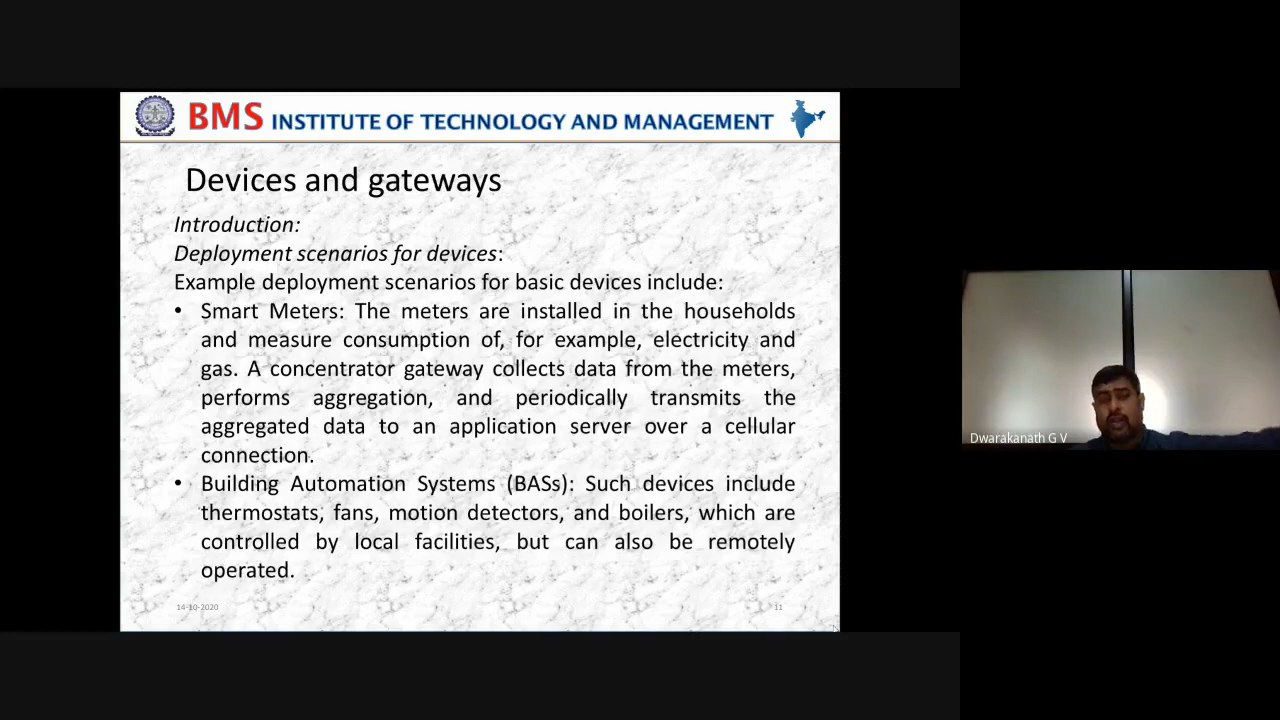 BMS INSTITUTE OF TECHNOLOGY AND MANAGEMENT
Devices and gateways
Introduction:
Deployment scenarios for devices:
Example deployment scenarios for basic devices include:
• Smart Meters: The meters are installed in the households
and measure consumption of, for example, electricity and
gas. A concentrator gateway collects data from the meters,
performs aggregation, and periodically transmits the
aggregated data to an application server over a cellular
connection.
• Building Automation Systems (BASs): Such devices include
thermostats, fans, motion detectors, and boilers, which are
controlled by local facilities, but can also be remotely
operated.
14-10-2020
11
Dwarakanath G V